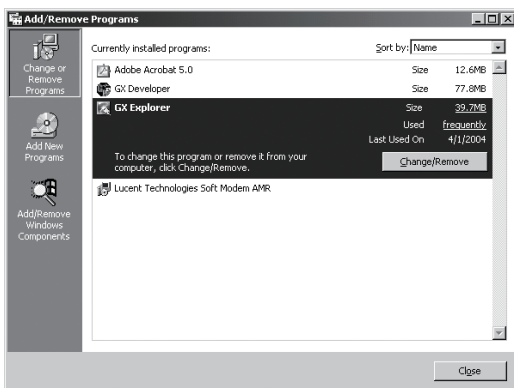 Add/Remove Programs
Change or
Remove
Programs
Add New
Programs
Add/Remove
Windows
Components
Currently installed programs:
Sort by: Name
Adobe Acrobat 5.0 Size 12.6MB
GX Developer Size 77.8MB
GX Explorer Size 39.7MB
Used frequently
Last Used On 4/1/2004
To change this program or remove it from your
computer, click Change/Remove.
Change/Remove
Lucent Technologies Soft Modem AMR
Close